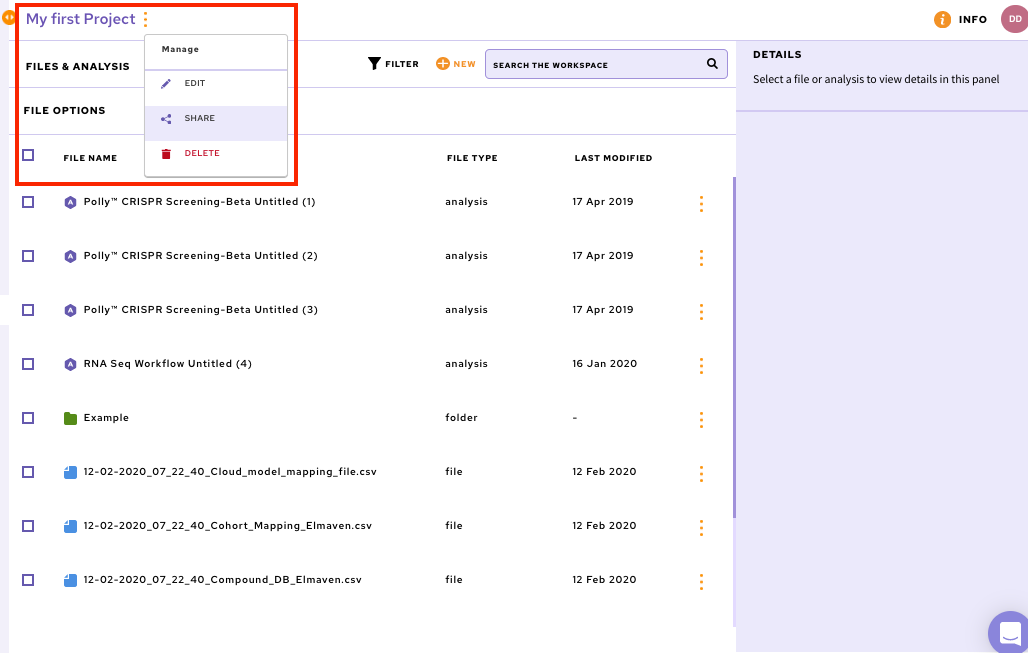 My first Project
INFO
DD
Manage
EDIT
SHARE
DELETE
FILES & ANALYSIS
FILTER
NEW
SEARCH THE WORKSPACE
DETAILS
Select a file or analysis to view details in this panel
FILE OPTIONS
FILE NAME FILE TYPE LAST MODIFIED
A Polly™ CRISPR Screening-Beta Untitled (1) analysis 17 Apr 2019
A Polly™ CRISPR Screening-Beta Untitled (2) analysis 17 Apr 2019
A Polly™ CRISPR Screening-Beta Untitled (3) analysis 17 Apr 2019
A RNA Seq Workflow Untitled (4) analysis 16 Jan 2020
Example folder -
12-02-2020_07_22_40_Cloud_model_mapping_file.csv file 12 Feb 2020
12-02-2020_07_22_40_Cohort_Mapping_Elmaven.csv file 12 Feb 2020
12-02-2020_07_22_40_Compound_DB_Elmaven.csv file 12 Feb 2020